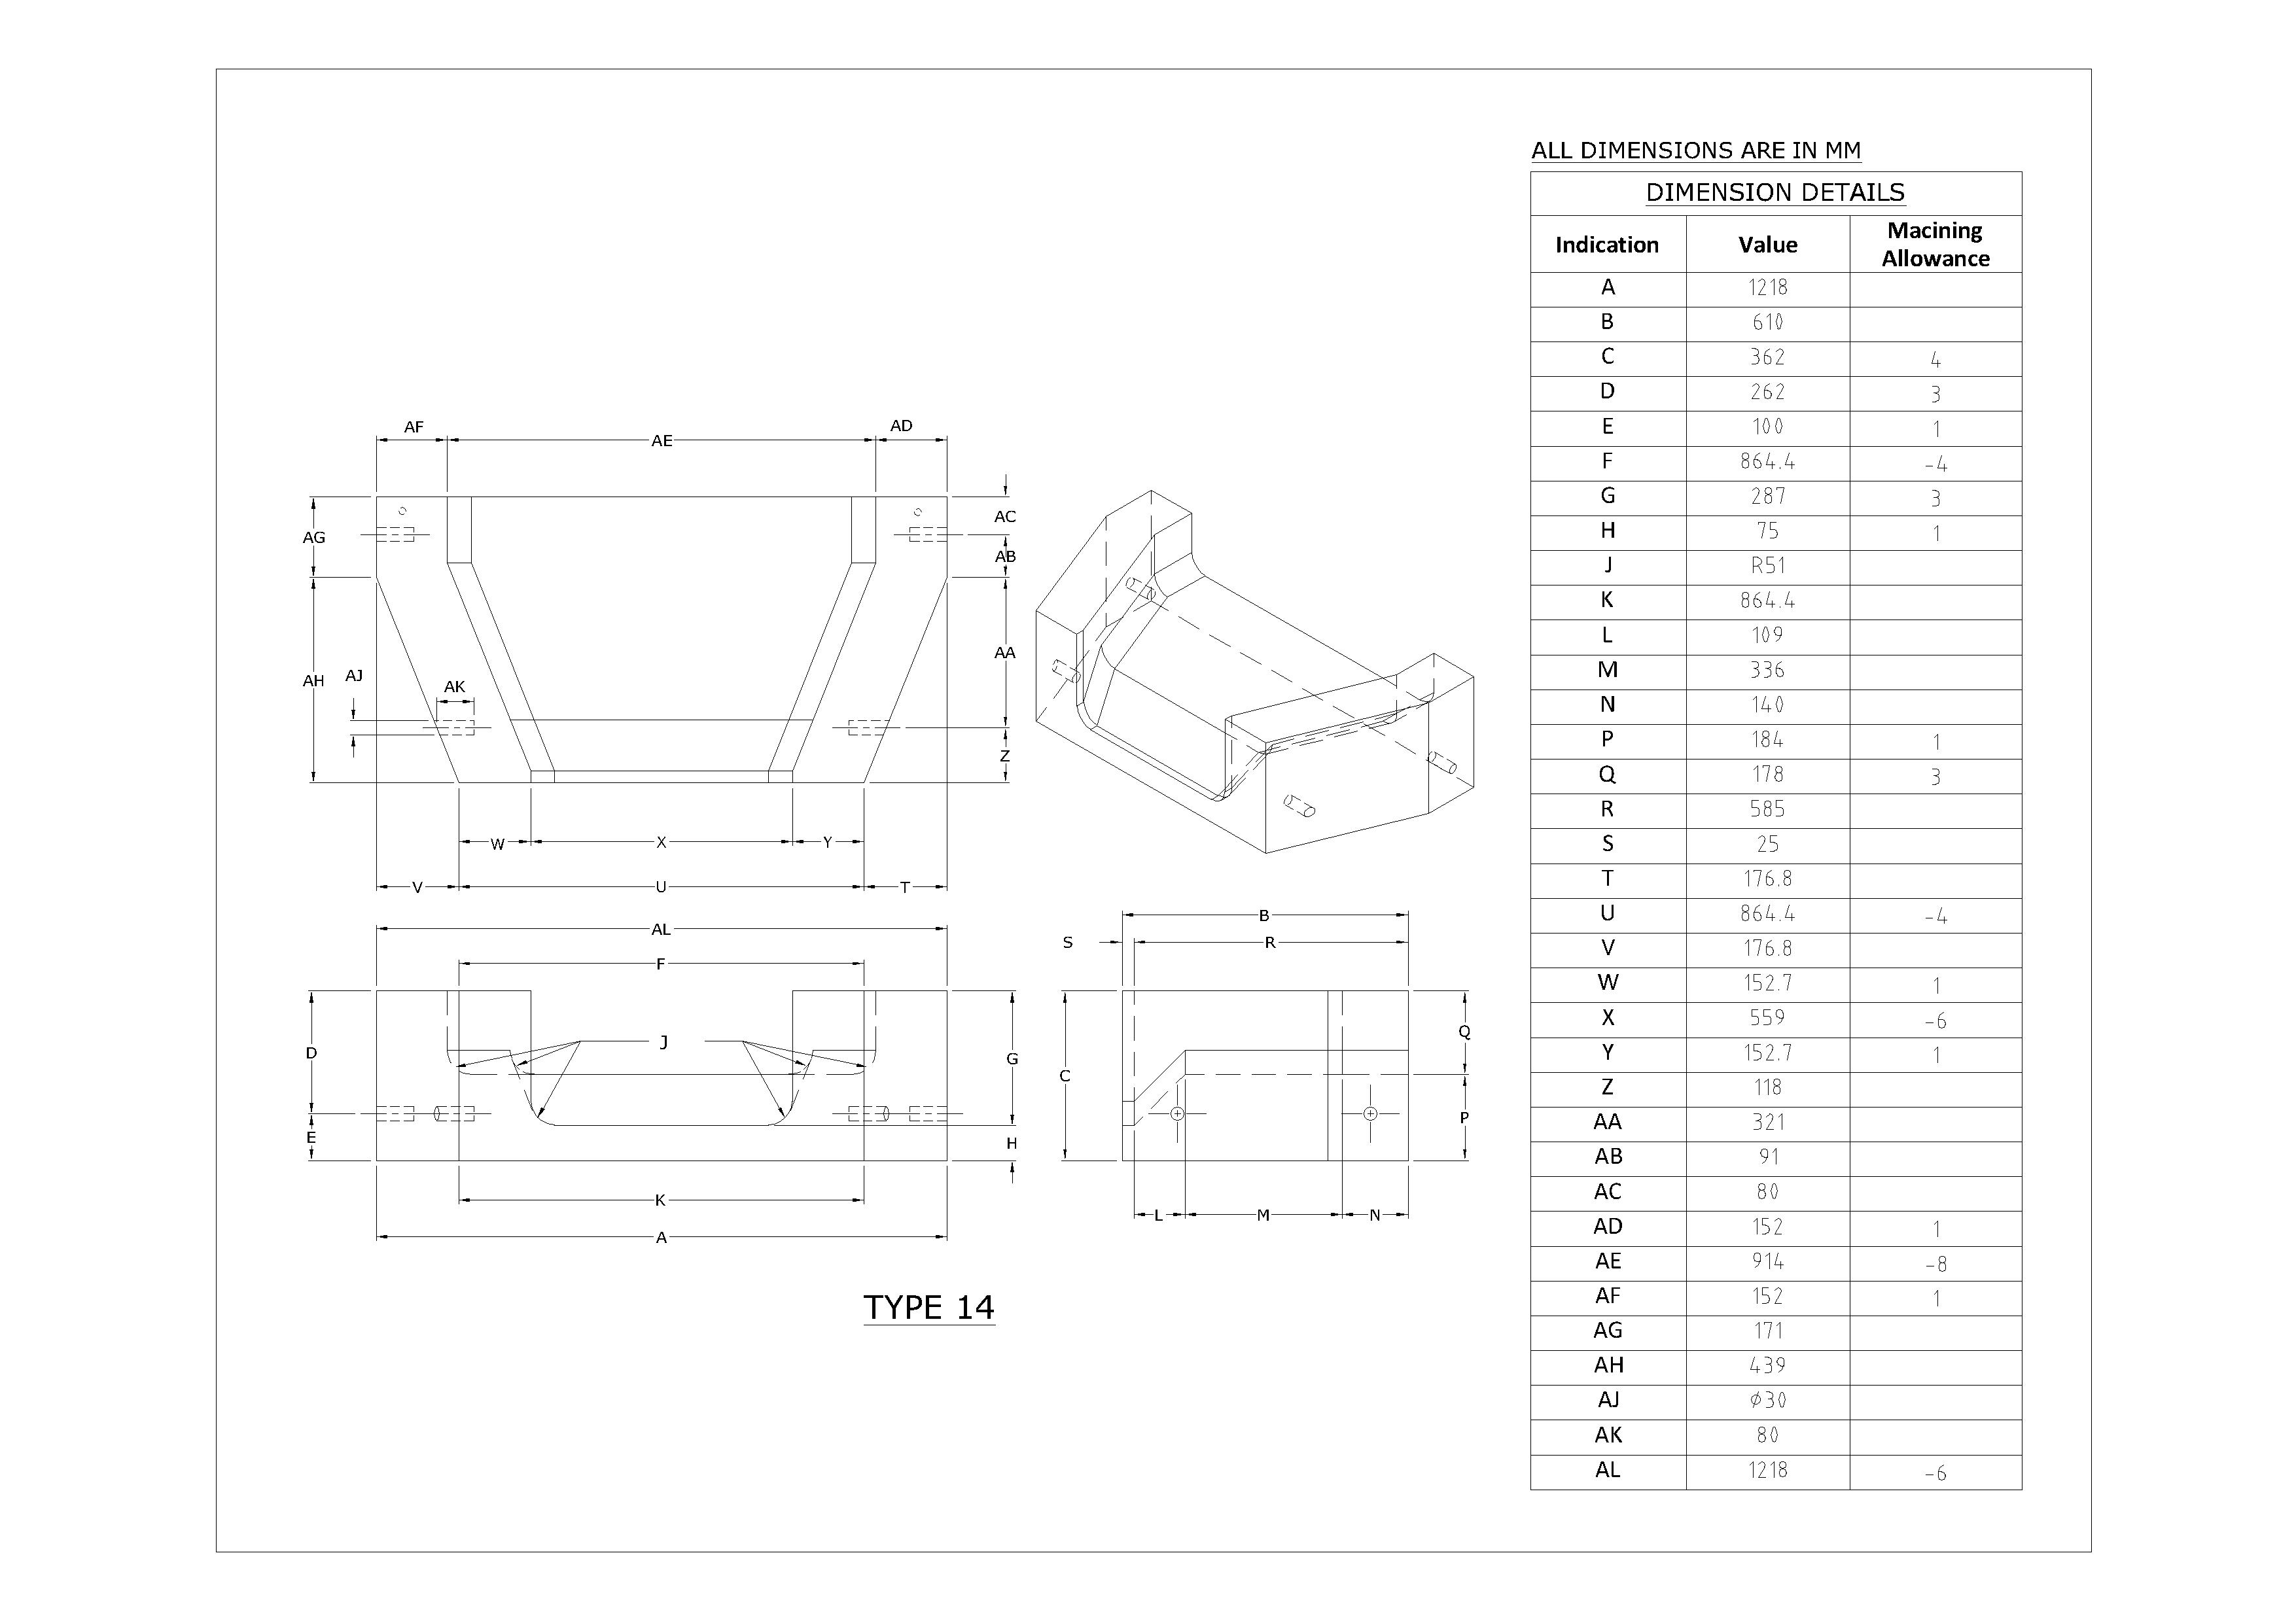 ALL DIMENSIONS ARE IN MM
DIMENSION DETAILS
Indication Value Macining Allowance
A 1218
B 610
C 362 4
D 262 3
E 100 1
F 864.4 -4
G 287 3
H 75 1
J R51
K 864.4
L 109
M 336
N 140
P 184 1
Q 178 3
R 585
S 25
T 176.8
U 864.4 -4
V 176.8
W 152.7 1
X 559 -6
Y 152.7 1
Z 118
AA 321
AB 91
AC 80
AD 152 1
AE 914 -8
AF 152 1
AG 171
AH 439
AJ φ30
AK 80
AL 1218 -6
AF AE AD
AC
AG
AB
AH AJ AK AA
Z
W X Y
V U T
AL
F
D J G
E H
K
A
B
S R
C Q
P
L M N
TYPE 14